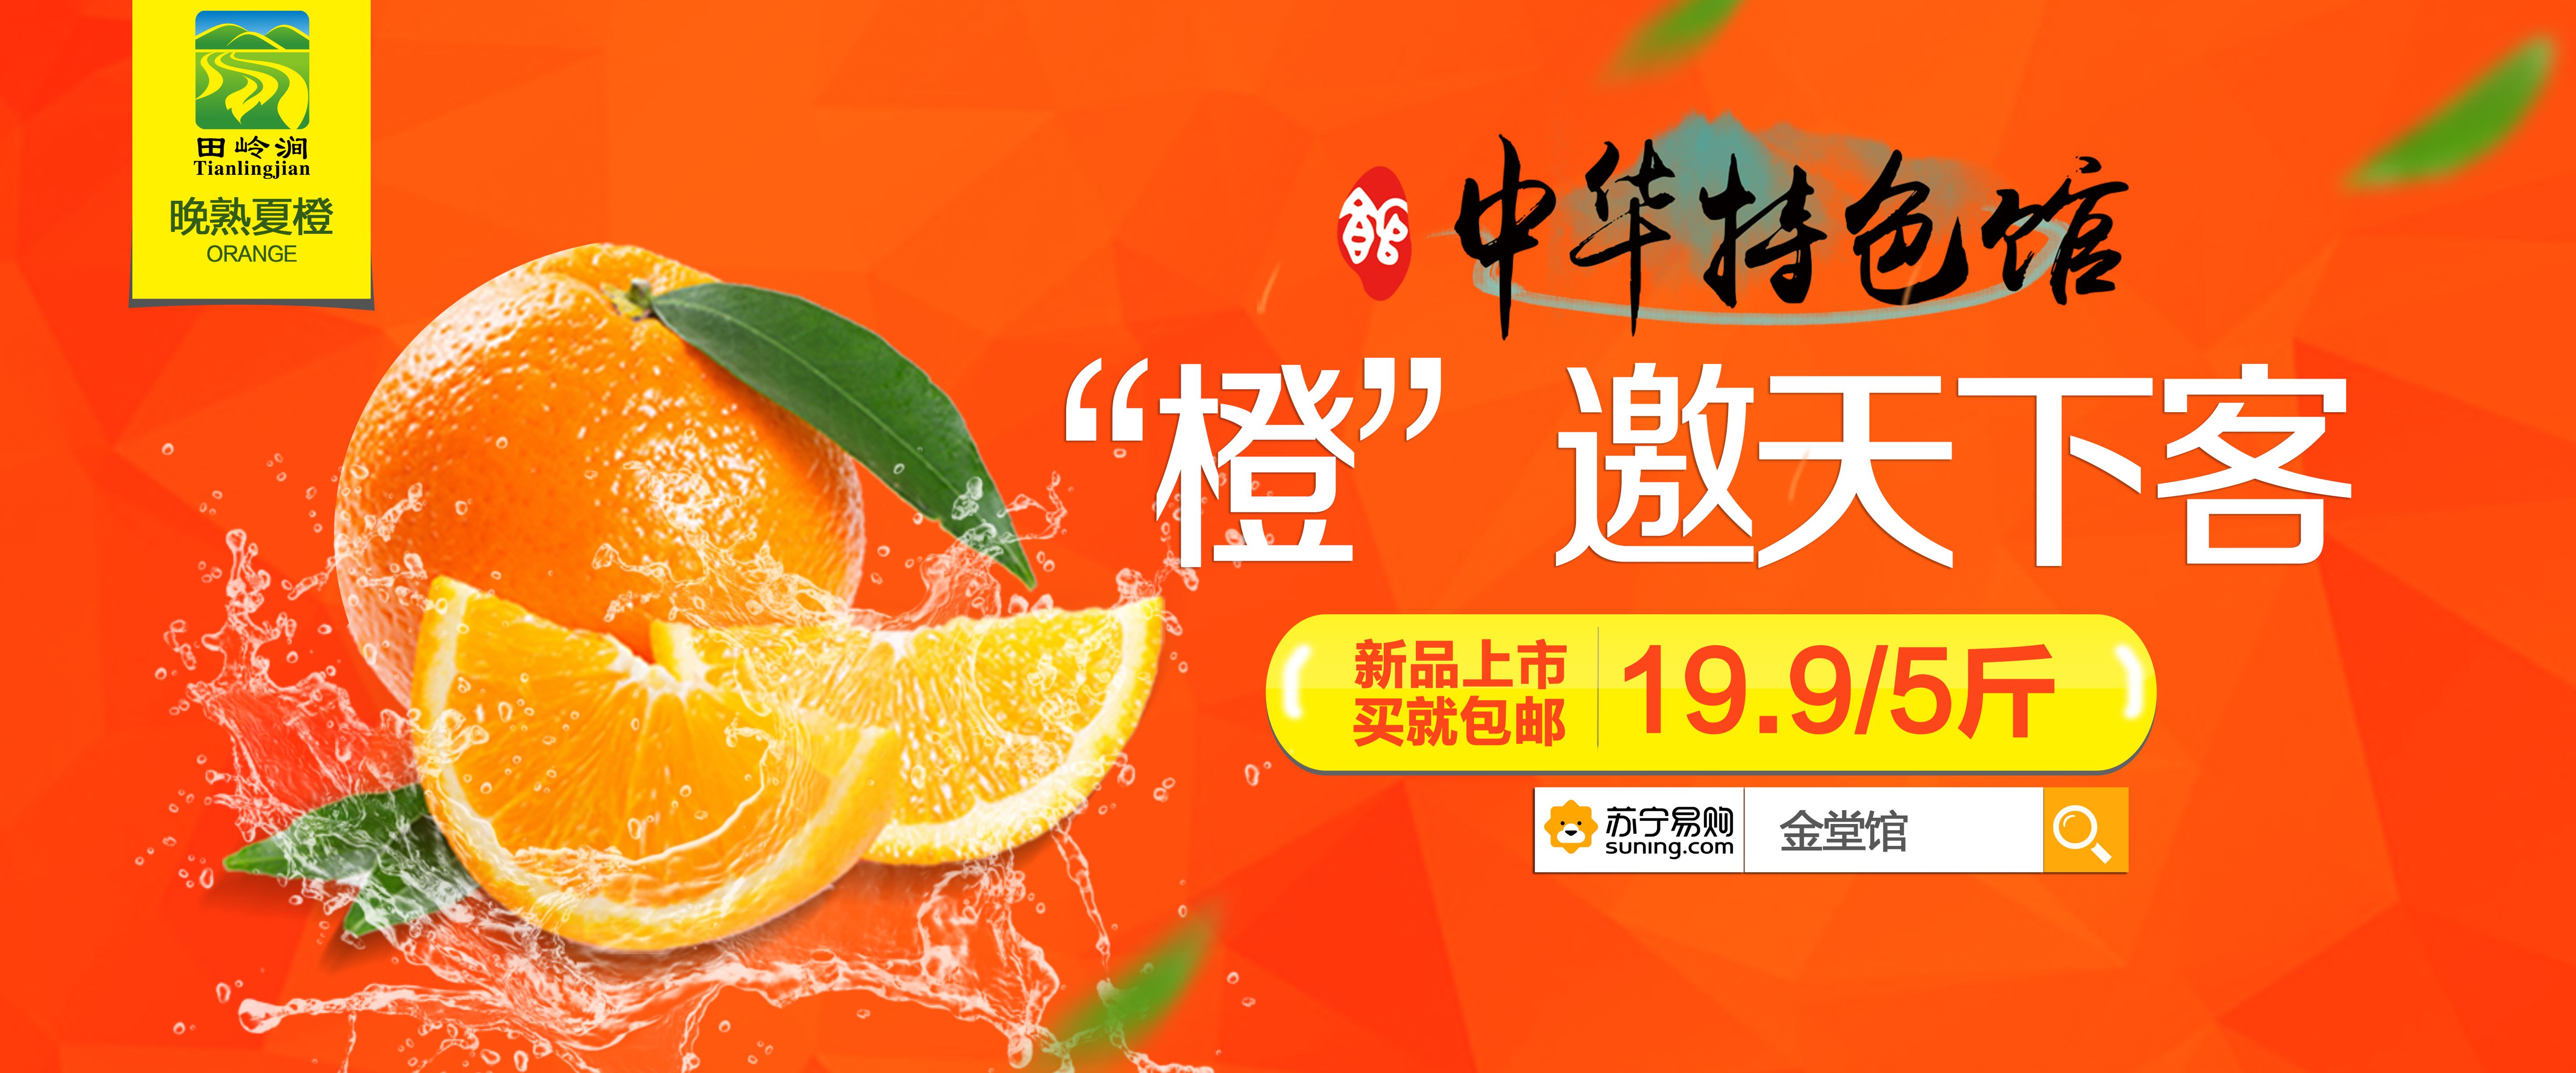 田岭涧
Tianlingjian
晚熟夏橙
ORANGE
馆
中华特色馆
“橙” 邀天下客
新品上市
买就包邮
19.9/5斤
苏宁易购
suning.com
金堂馆